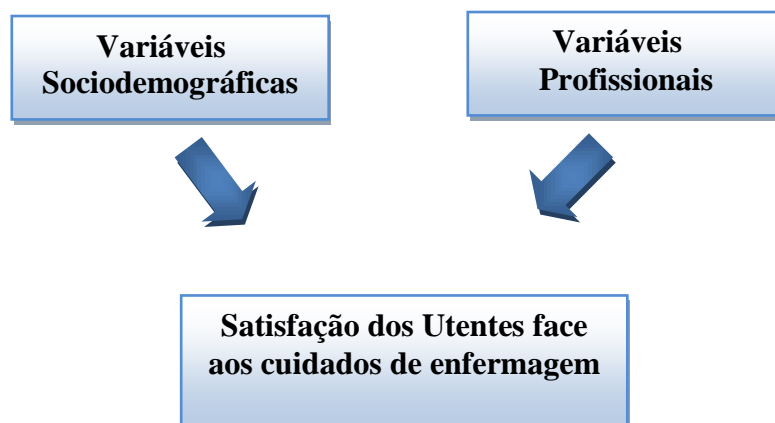 Variáveis
Sociodemográficas
Variáveis
Profissionais
Satisfação dos Utentes face
aos cuidados de enfermagem